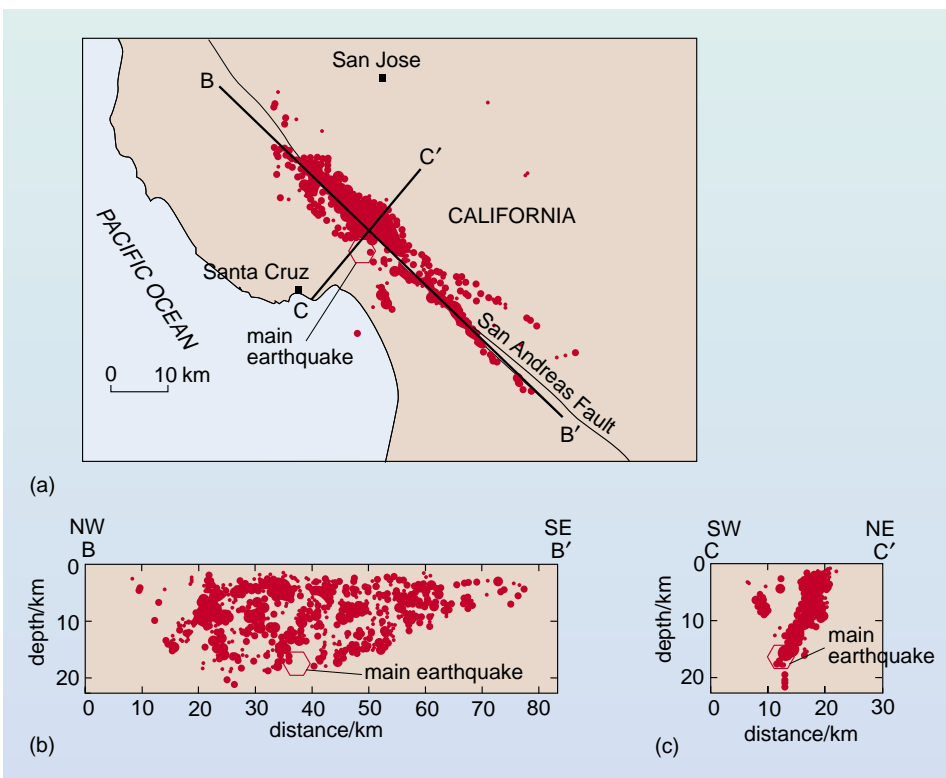 San Jose
B
C′
CALIFORNIA
PACIFIC OCEAN
Santa Cruz
C
main
earthquake
0 10 km
San Andreas Fault
B′
(a)
NW
B
SE
B′
0
10
20
depth/km
main earthquake
0 10 20 30 40 50 60 70 80
distance/km
(b)
SW
C
NE
C′
0
10
20
depth/km
main
earthquake
0 10 20 30
distance/km
(c)